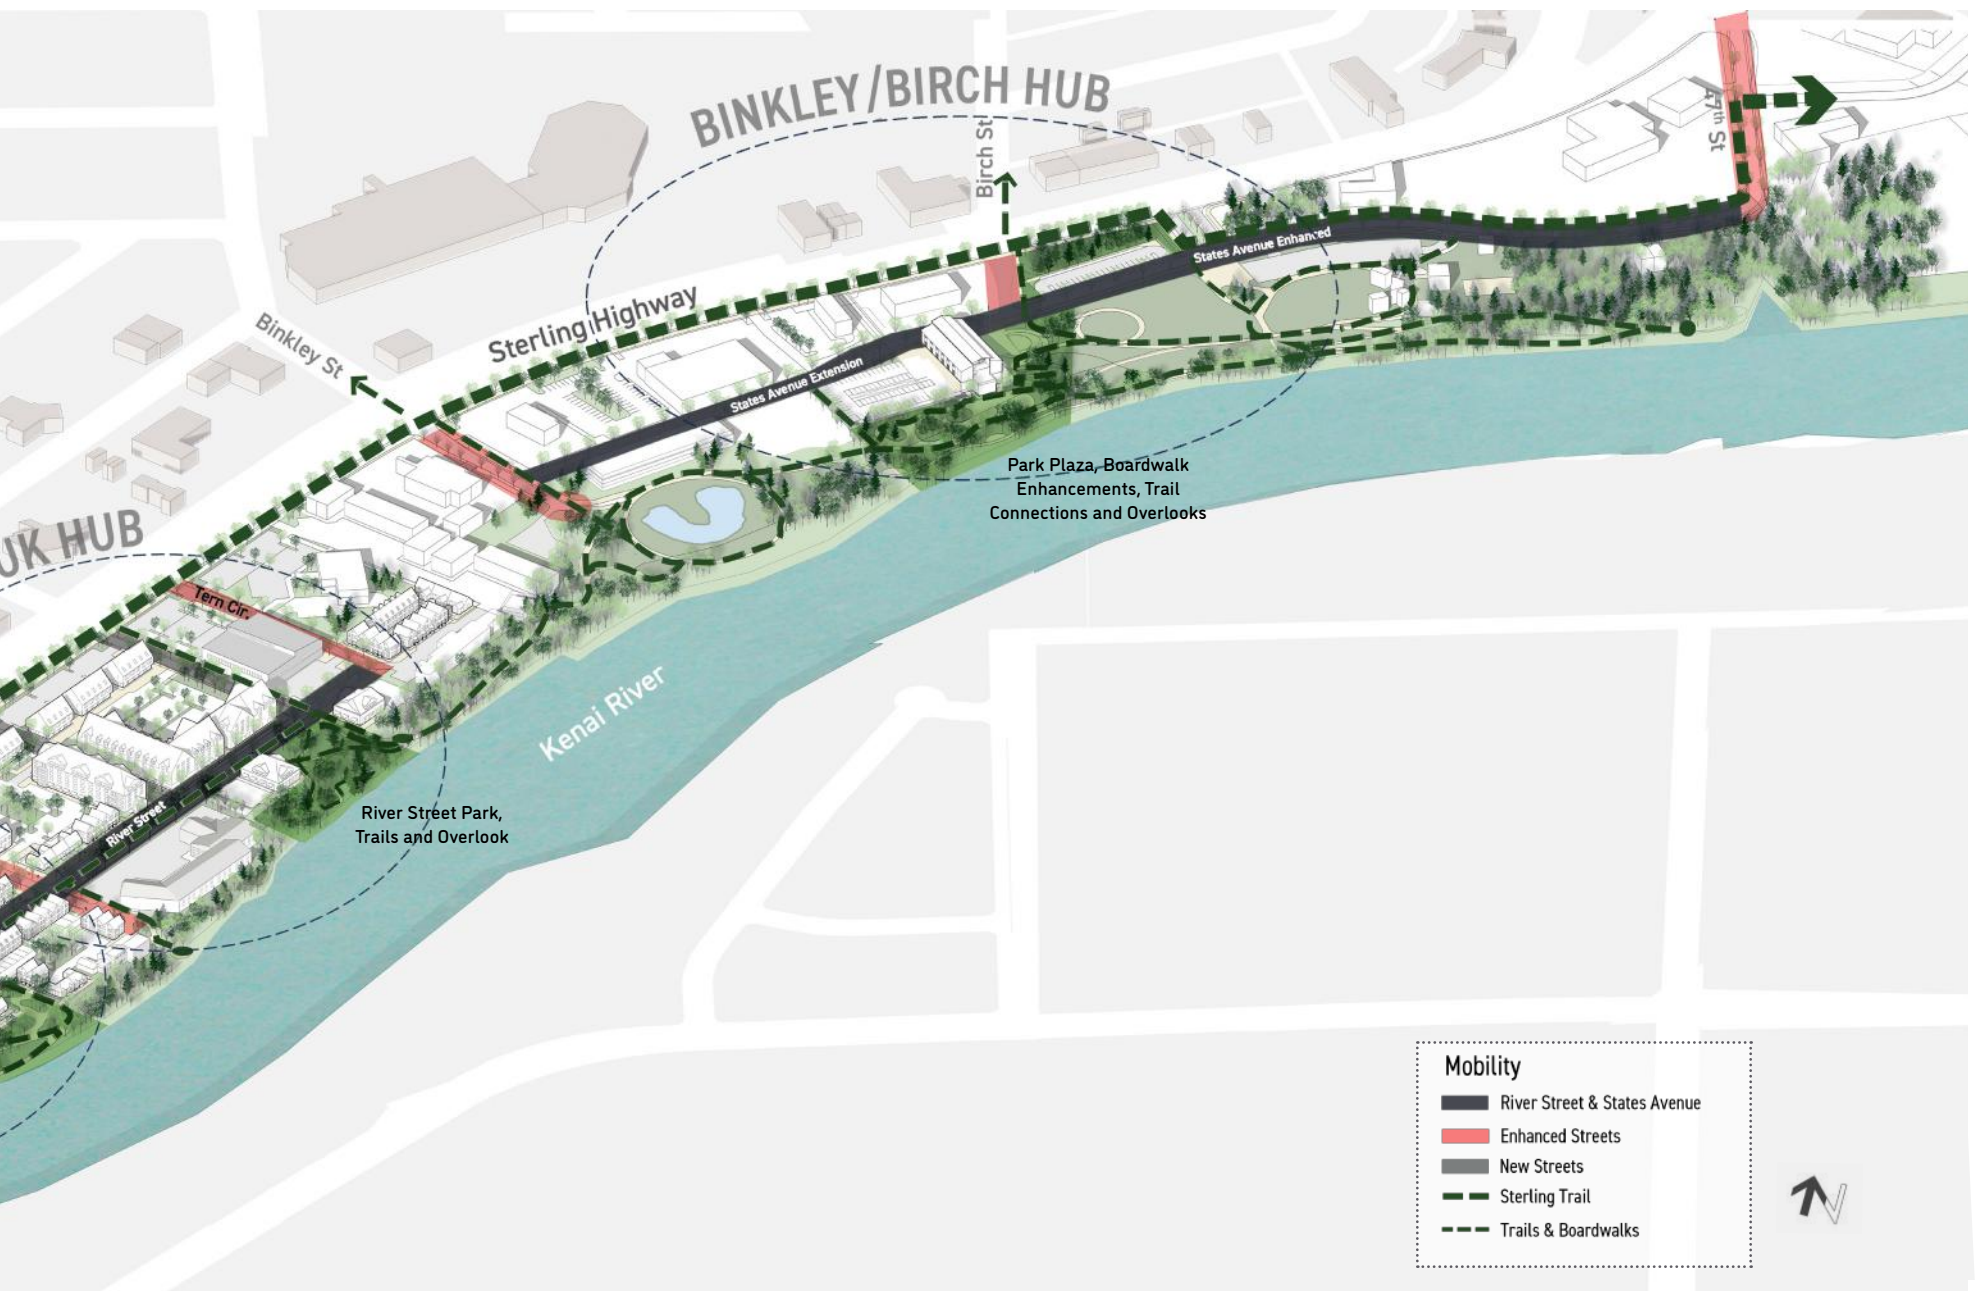 BINKLEY/BIRCH HUB
Birch St
47th St
States Avenue Enhanced
Sterling Highway
Binkley St
States Avenue Extension
Park Plaza, Boardwalk
Enhancements, Trail
Connections and Overlooks
UK HUB
Tern Cir.
Kenai River
River Street
River Street Park,
Trails and Overlook
Mobility
River Street & States Avenue
Enhanced Streets
New Streets
Sterling Trail
Trails & Boardwalks
N